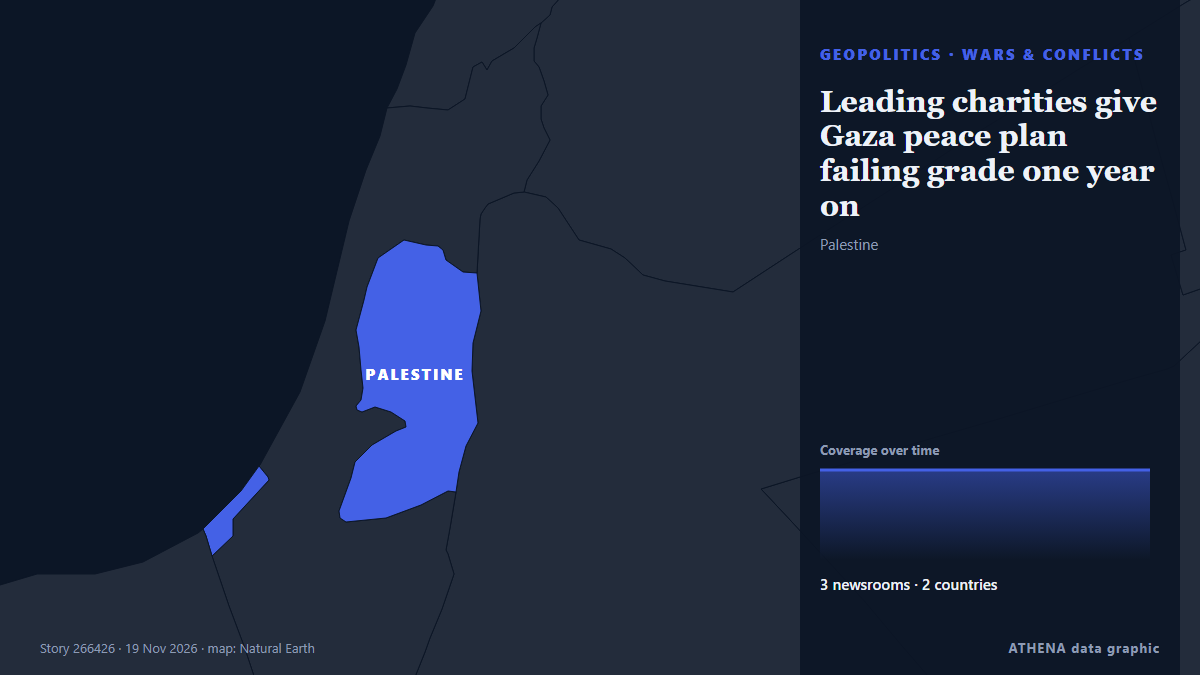 GEOPOLITICS · WARS & CONFLICTS
Leading charities give
Gaza peace plan
failing grade one year
on
Palestine
PALESTINE
Coverage over time
3 newsrooms · 2 countries
Story 266426 · 19 Nov 2026 · map: Natural Earth
ATHENA data graphic